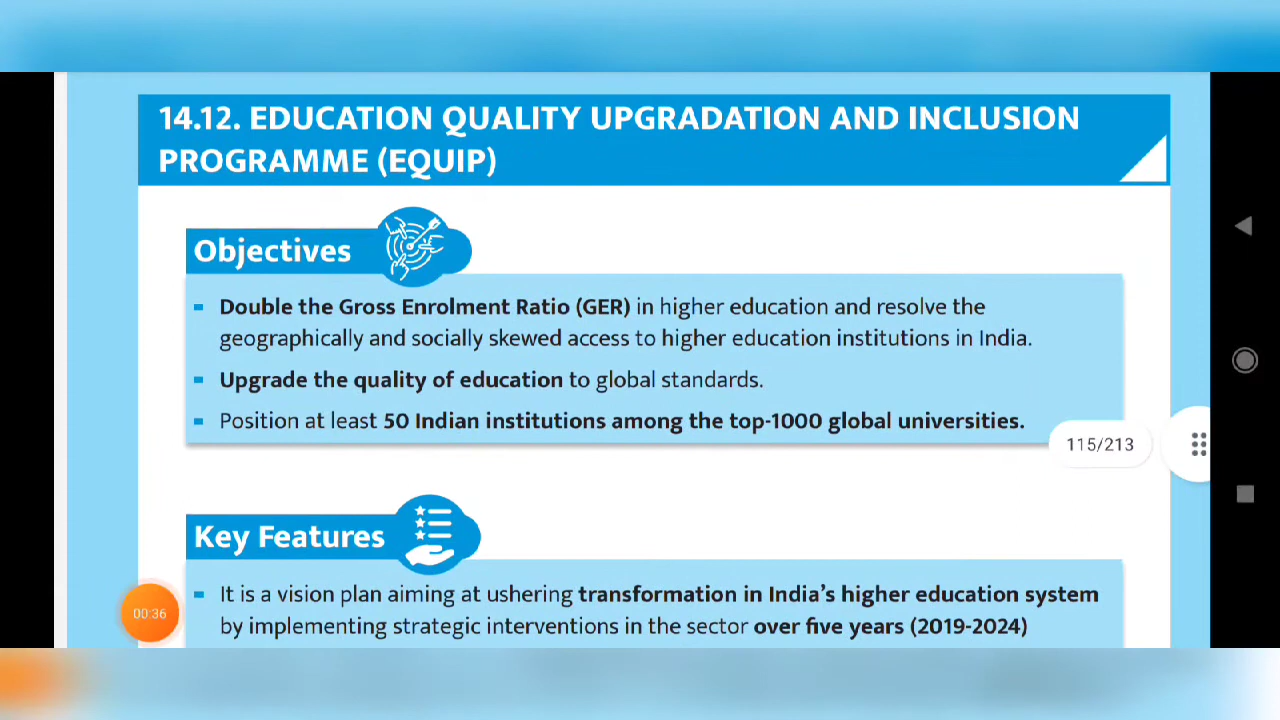 14.12. EDUCATION QUALITY UPGRADATION AND INCLUSION
PROGRAMME (EQUIP)
Objectives
Double the Gross Enrolment Ratio (GER) in higher education and resolve the
geographically and socially skewed access to higher education institutions in India.
Upgrade the quality of education to global standards.
Position at least 50 Indian institutions among the top-1000 global universities.
115/213
Key Features
It is a vision plan aiming at ushering transformation in India's higher education system
by implementing strategic interventions in the sector over five years (2019-2024)
00:36